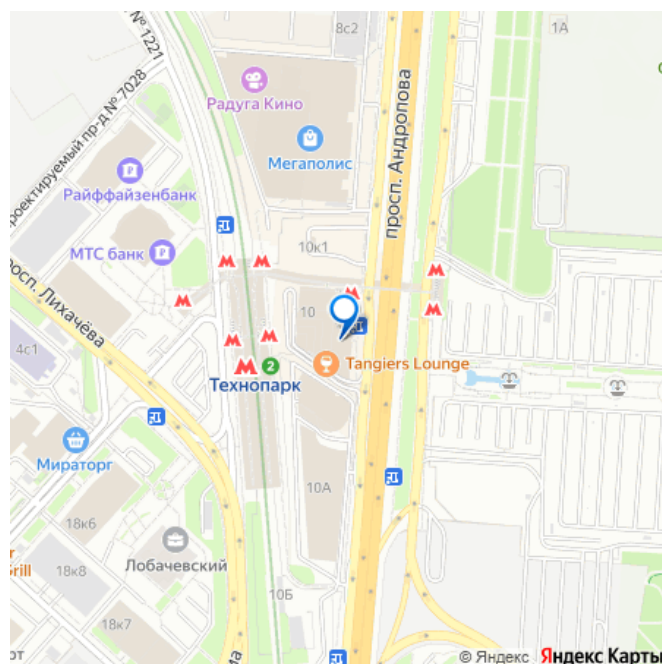 8с2
1А
№ 1221
Радуга Кино
проектируемый пр-д № 7028
Мегаполис
просп. Андропова
Райффайзенбанк
10к1
МТС банк
просп. Лихачёва
10
4с1
Tangiers Lounge
2
Технопарк
Мираторг
10А
18к6
Лобачевский
18к8
10Б
18к7
© Яндекс Яндекс Карты